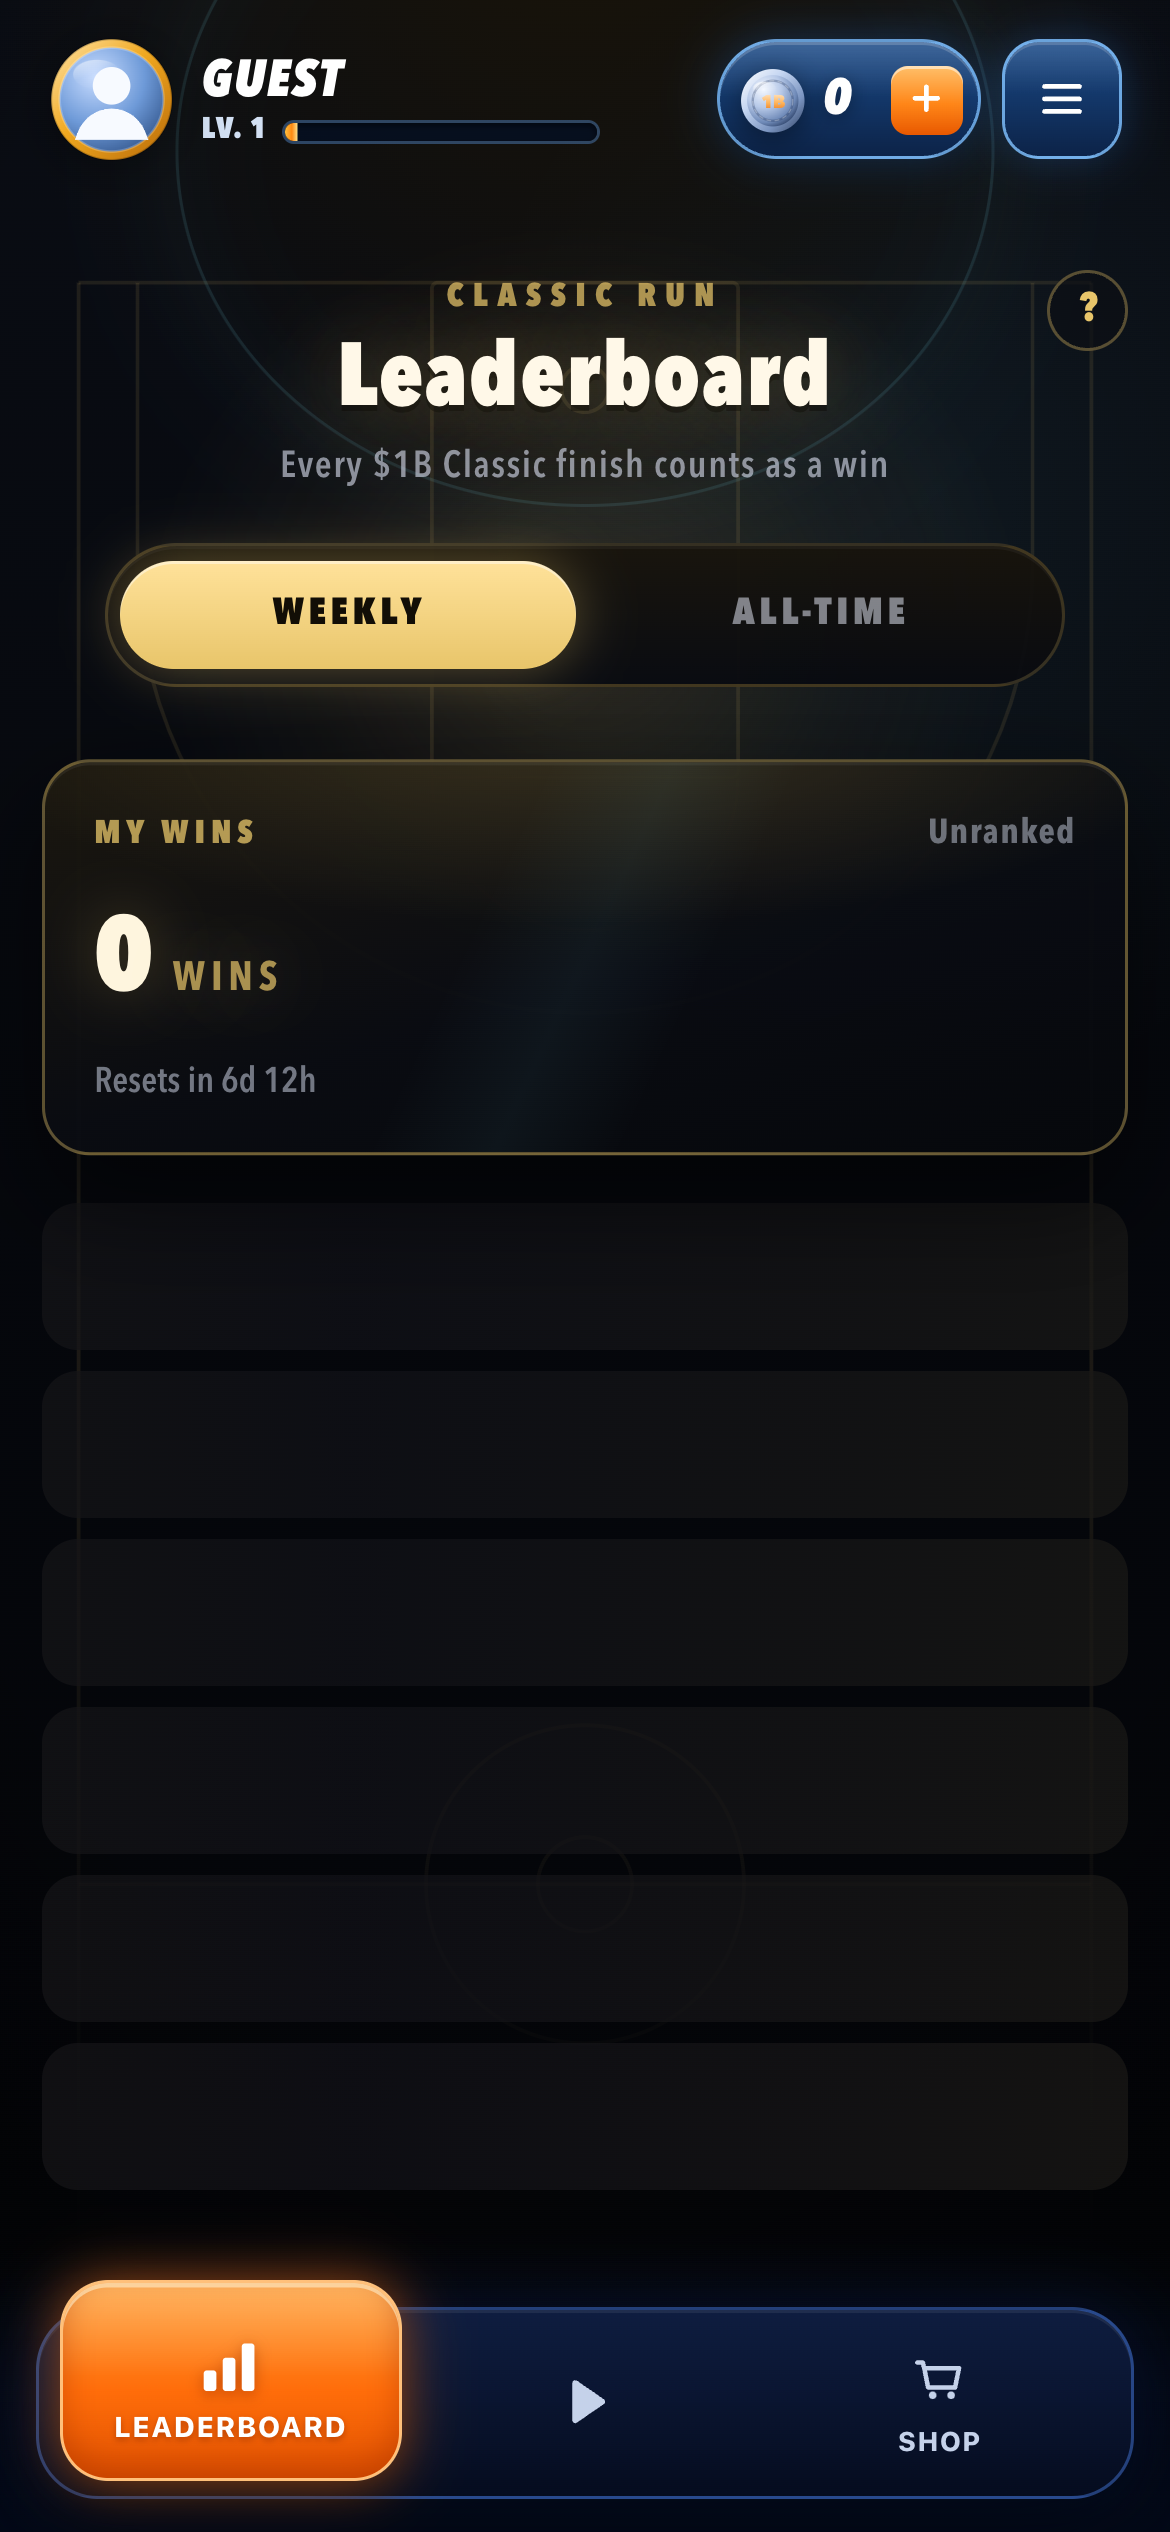 GUEST
LV. 1
1B
0
CLASSIC RUN
?
Leaderboard
Every $1B Classic finish counts as a win
WEEKLY
ALL-TIME
MY WINS
Unranked
0 WINS
Resets in 6d 12h
LEADERBOARD
SHOP